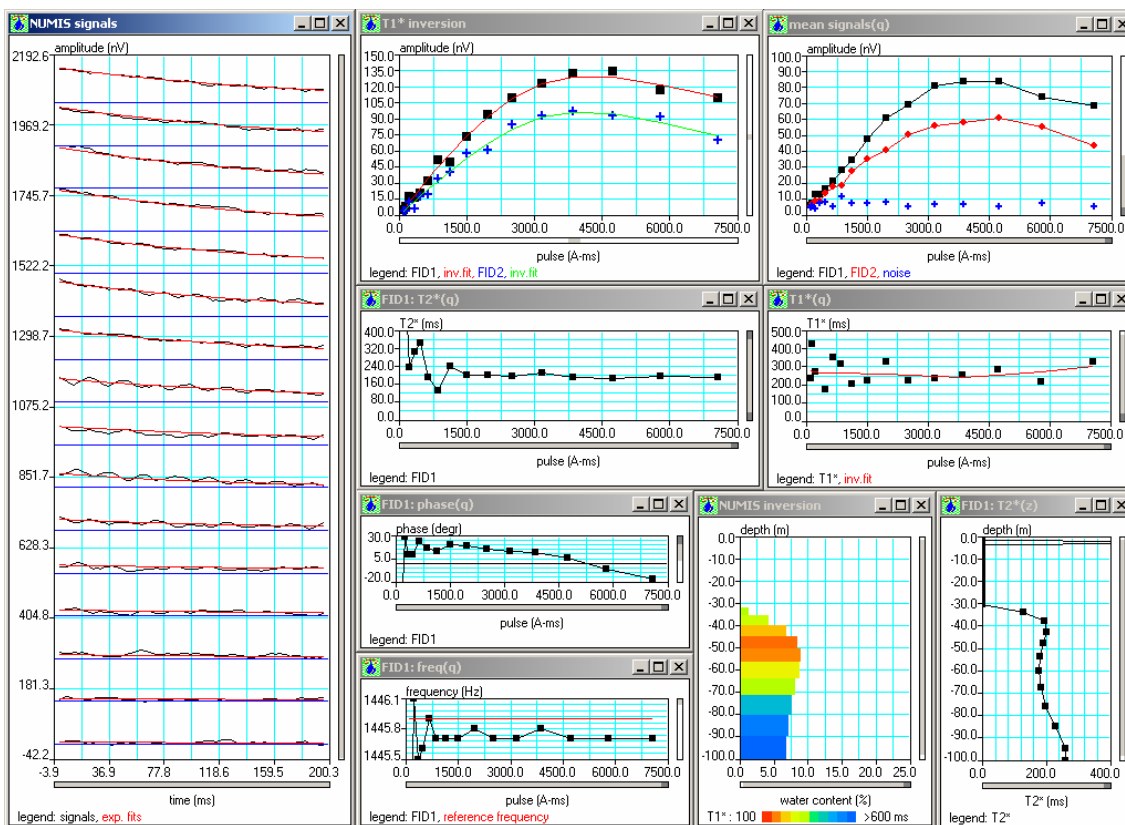 NUMIS signals
amplitude (nV)
2192.6
1969.2
1745.7
1522.2
1298.7
1075.2
851.7
628.3
404.8
181.3
-42.2
-3.9 36.9 77.8 118.6 159.5 200.3
time (ms)
legend: signals, exp. fits
T1* inversion
amplitude (nV)
150.0
135.0
120.0
105.0
90.0
75.0
60.0
45.0
30.0
15.0
0.0
0.0 1500.0 3000.0 4500.0 6000.0 7500.0
pulse (A-ms)
legend: FID1, inv.fit, FID2, inv.fit
mean signals(q)
amplitude (nV)
100.0
90.0
80.0
70.0
60.0
50.0
40.0
30.0
20.0
10.0
0.0
0.0 1500.0 3000.0 4500.0 6000.0 7500.0
pulse (A-ms)
legend: FID1, FID2, noise
FID1: T2*(q)
T2* (ms)
400.0
320.0
240.0
160.0
80.0
0.0
0.0 1500.0 3000.0 4500.0 6000.0 7500.0
pulse (A-ms)
legend: FID1
T1*(q)
T1* (ms)
500.0
400.0
300.0
200.0
100.0
0.0
0.0 1500.0 3000.0 4500.0 6000.0 7500.0
pulse (A-ms)
legend: T1*, inv.fit
FID1: phase(q)
phase (degr)
30.0
5.0
-20.0
0.0 1500.0 3000.0 4500.0 6000.0 7500.0
pulse (A-ms)
legend: FID1
FID1: freq(q)
frequency (Hz)
1446.1
1445.8
1445.5
0.0 1500.0 3000.0 4500.0 6000.0 7500.0
pulse (A-ms)
legend: FID1, reference frequency
NUMIS inversion
depth (m)
0.0
-10.0
-20.0
-30.0
-40.0
-50.0
-60.0
-70.0
-80.0
-90.0
-100.0
0.0 5.0 10.0 15.0 20.0 25.0
water content (%)
T1* : 100 >600 ms
FID1: T2*(z)
depth (m)
0.0
-10.0
-20.0
-30.0
-40.0
-50.0
-60.0
-70.0
-80.0
-90.0
-100.0
0.0 200.0 400.0
T2* (ms)
legend: T2*